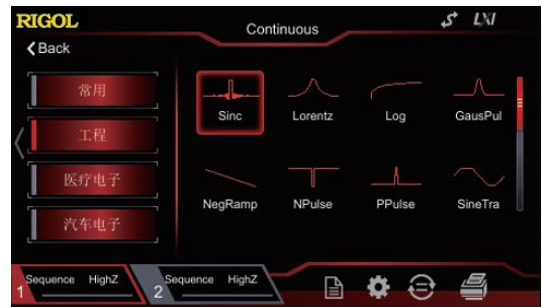 RIGOL
Continuous
LXI
Back
常用
工程
医疗电子
汽车电子
Sinc
Lorentz
Log
GausPul
NegRamp
NPulse
PPulse
SineTra
1 Sequence HighZ
2 Sequence HighZ